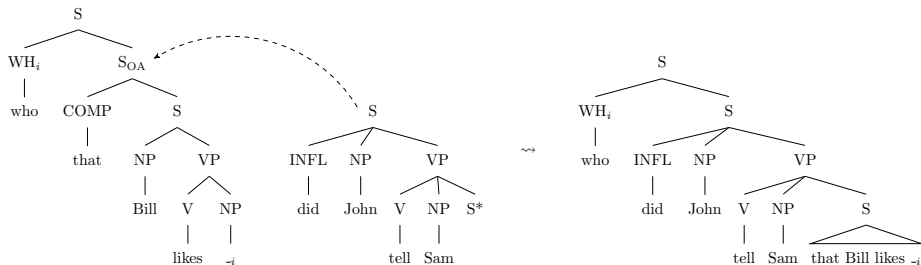 S S
WH_i S_OA S
who COMP S S WH_i S
that NP VP INFL NP VP ⇝ who INFL NP VP
Bill V NP did John V NP S* did John V NP S
likes _i tell Sam tell Sam that Bill likes _i